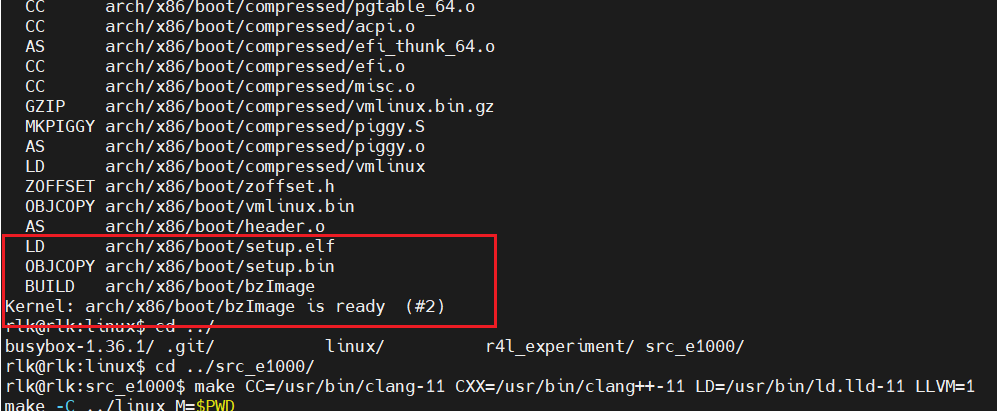 CC      arch/x86/boot/compressed/pgtable_64.o
CC      arch/x86/boot/compressed/acpi.o
AS      arch/x86/boot/compressed/efi_thunk_64.o
CC      arch/x86/boot/compressed/efi.o
CC      arch/x86/boot/compressed/misc.o
GZIP    arch/x86/boot/compressed/vmlinux.bin.gz
MKPIGGY arch/x86/boot/compressed/piggy.S
AS      arch/x86/boot/compressed/piggy.o
LD      arch/x86/boot/compressed/vmlinux
ZOFFSET arch/x86/boot/zoffset.h
OBJCOPY arch/x86/boot/vmlinux.bin
AS      arch/x86/boot/header.o
LD      arch/x86/boot/setup.elf
OBJCOPY arch/x86/boot/setup.bin
BUILD   arch/x86/boot/bzImage
Kernel: arch/x86/boot/bzImage is ready  (#2)
rlk@rlk:linux$ cd ../
busybox-1.36.1/ .git/           linux/          r4l_experiment/ src_e1000/
rlk@rlk:linux$ cd ../src_e1000/
rlk@rlk:src_e1000$ make CC=/usr/bin/clang-11 CXX=/usr/bin/clang++-11 LD=/usr/bin/ld.lld-11 LLVM=1
make -C ../linux M=$PWD